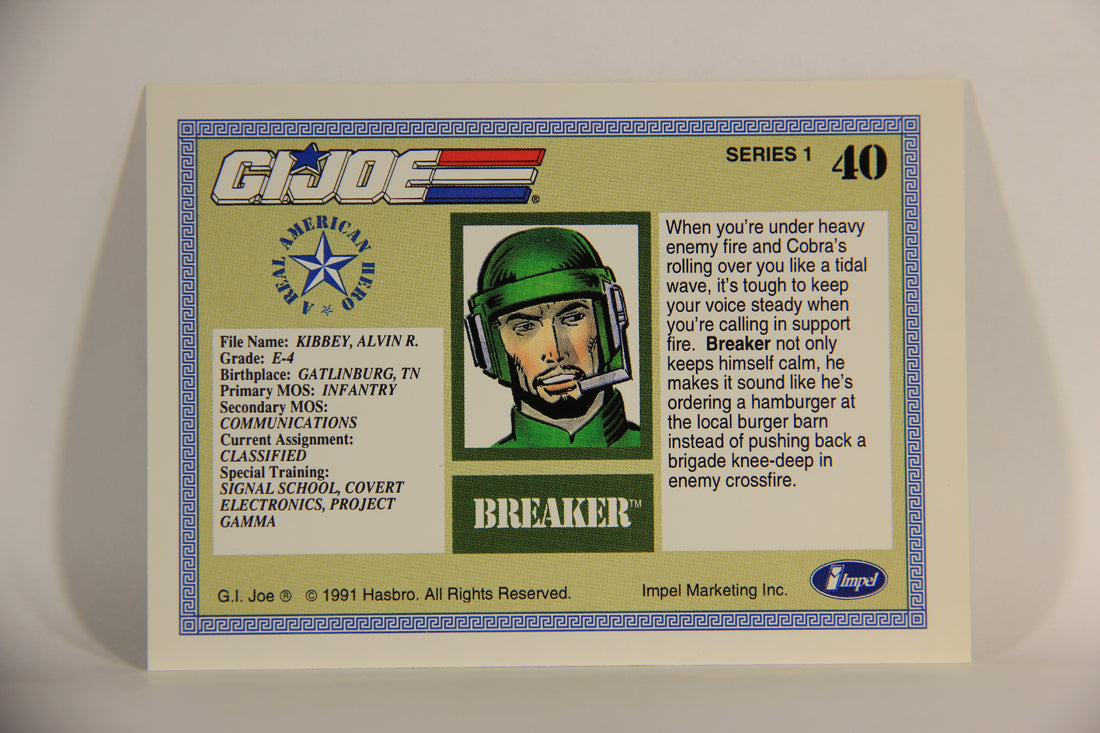 G.I. JOE ®
SERIES 1 40
A REAL AMERICAN HERO
File Name: KIBBEY, ALVIN R.
Grade: E-4
Birthplace: GATLINBURG, TN
Primary MOS: INFANTRY
Secondary MOS:
COMMUNICATIONS
Current Assignment:
CLASSIFIED
Special Training:
SIGNAL SCHOOL, COVERT
ELECTRONICS, PROJECT
GAMMA
BREAKER™
When you're under heavy
enemy fire and Cobra's
rolling over you like a tidal
wave, it's tough to keep
your voice steady when
you're calling in support
fire. Breaker not only
keeps himself calm, he
makes it sound like he's
ordering a hamburger at
the local burger barn
instead of pushing back a
brigade knee-deep in
enemy crossfire.
G.I. Joe ® © 1991 Hasbro. All Rights Reserved.
Impel Marketing Inc.
Impel